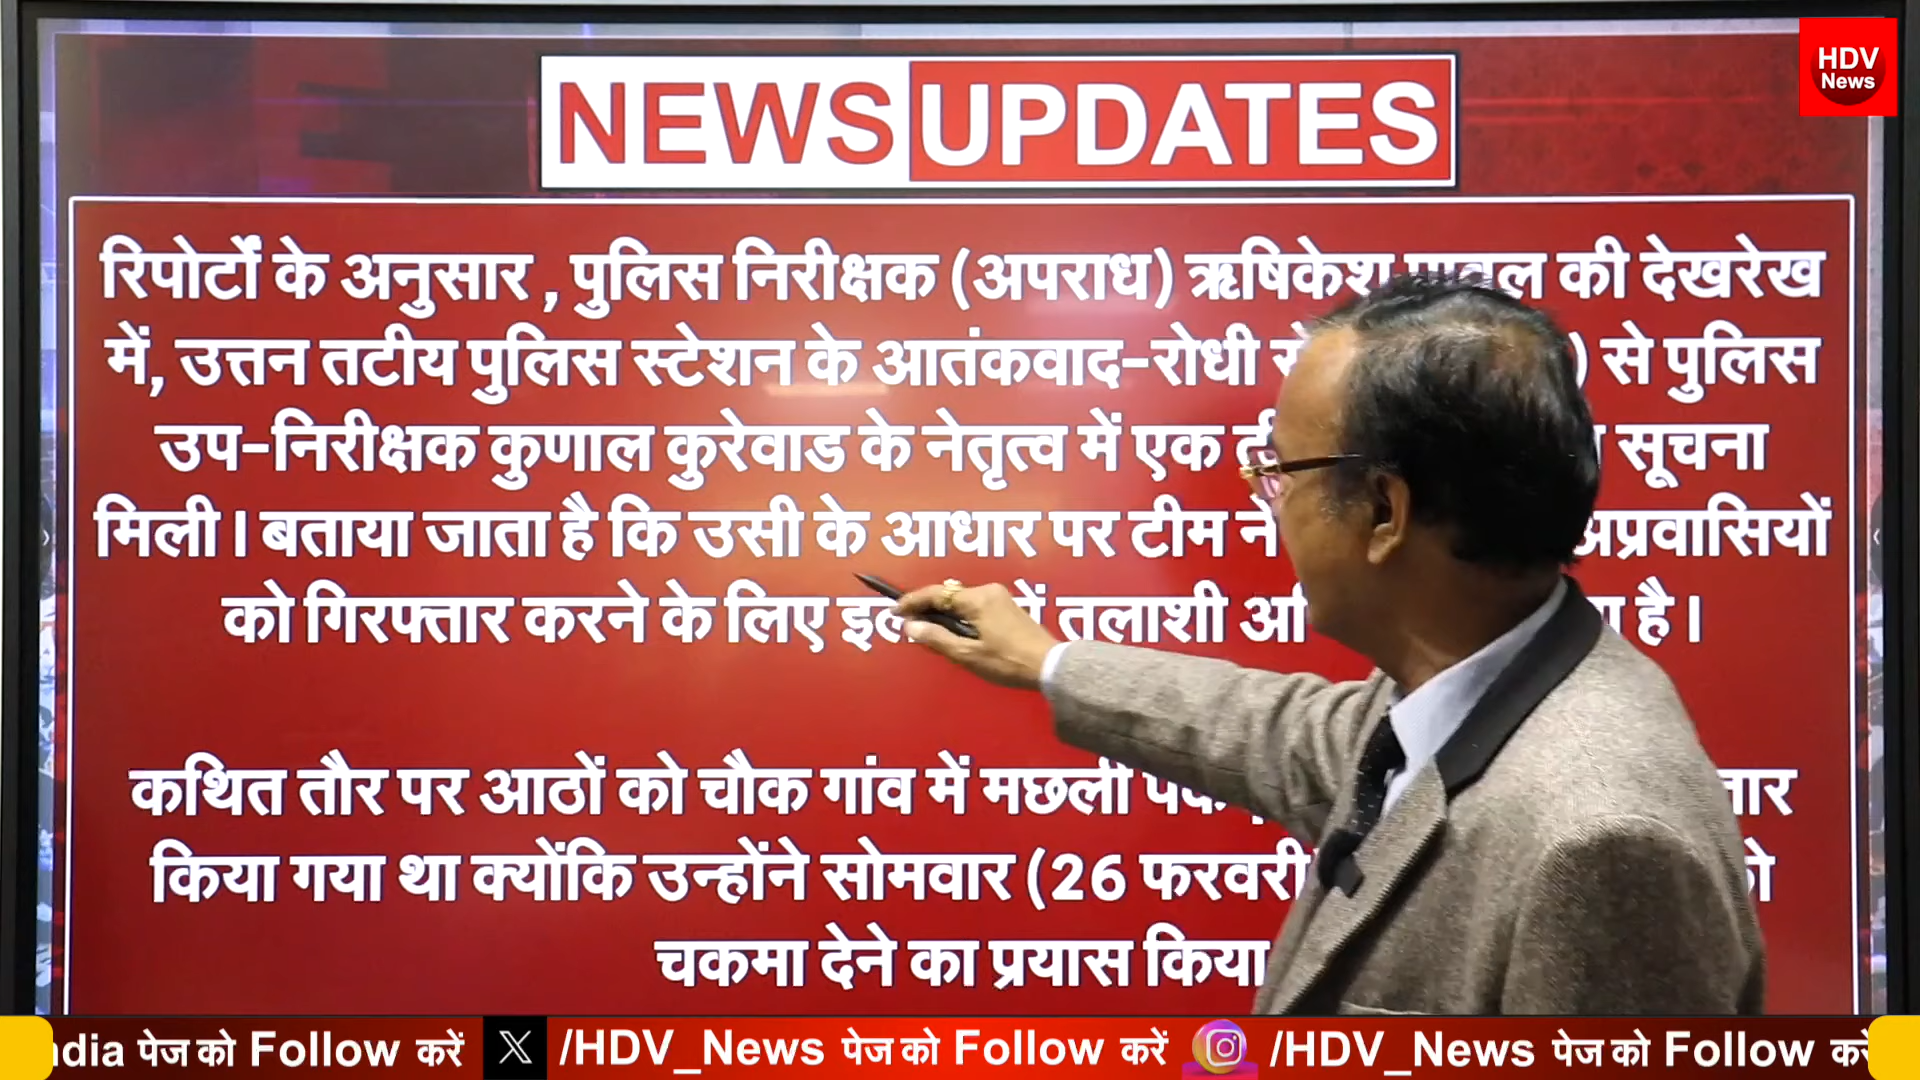 NEWS UPDATES
HDV
News
रिपोर्टों के अनुसार , पुलिस निरीक्षक (अपराध) ऋषिकेश की देखरेख
में, उत्तन तटीय पुलिस स्टेशन के आतंकवाद-रोधी ) से पुलिस
उप-निरीक्षक कुणाल कुरेवाड के नेतृत्व में एक सूचना
मिली । बताया जाता है कि उसी के आधार पर टीम ने अप्रवासियों
को गिरफ्तार करने के लिए तलाशी है ।
कथित तौर पर आठों को चौक गांव में मछली
किया गया था क्योंकि उन्होंने सोमवार (26 फरवरी
चकमा देने का प्रयास किया
पेज को Follow करें X /HDV_News पेज को Follow करें /HDV_News पेज को Follow करें